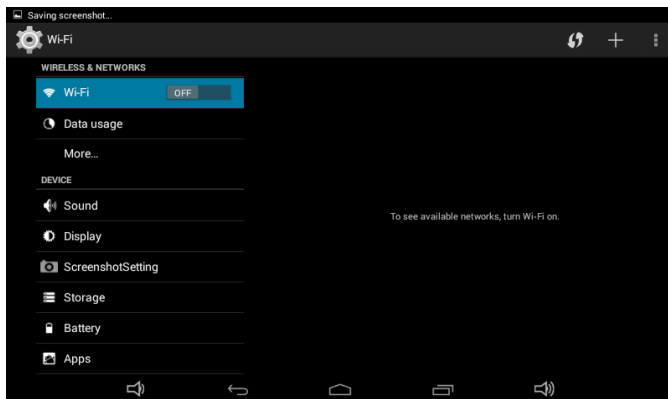 Saving screenshot...
Wi-Fi
WIRELESS & NETWORKS
Wi-Fi OFF
Data usage
More...
DEVICE
Sound
To see available networks, turn Wi-Fi on.
Display
ScreenshotSetting
Storage
Battery
Apps